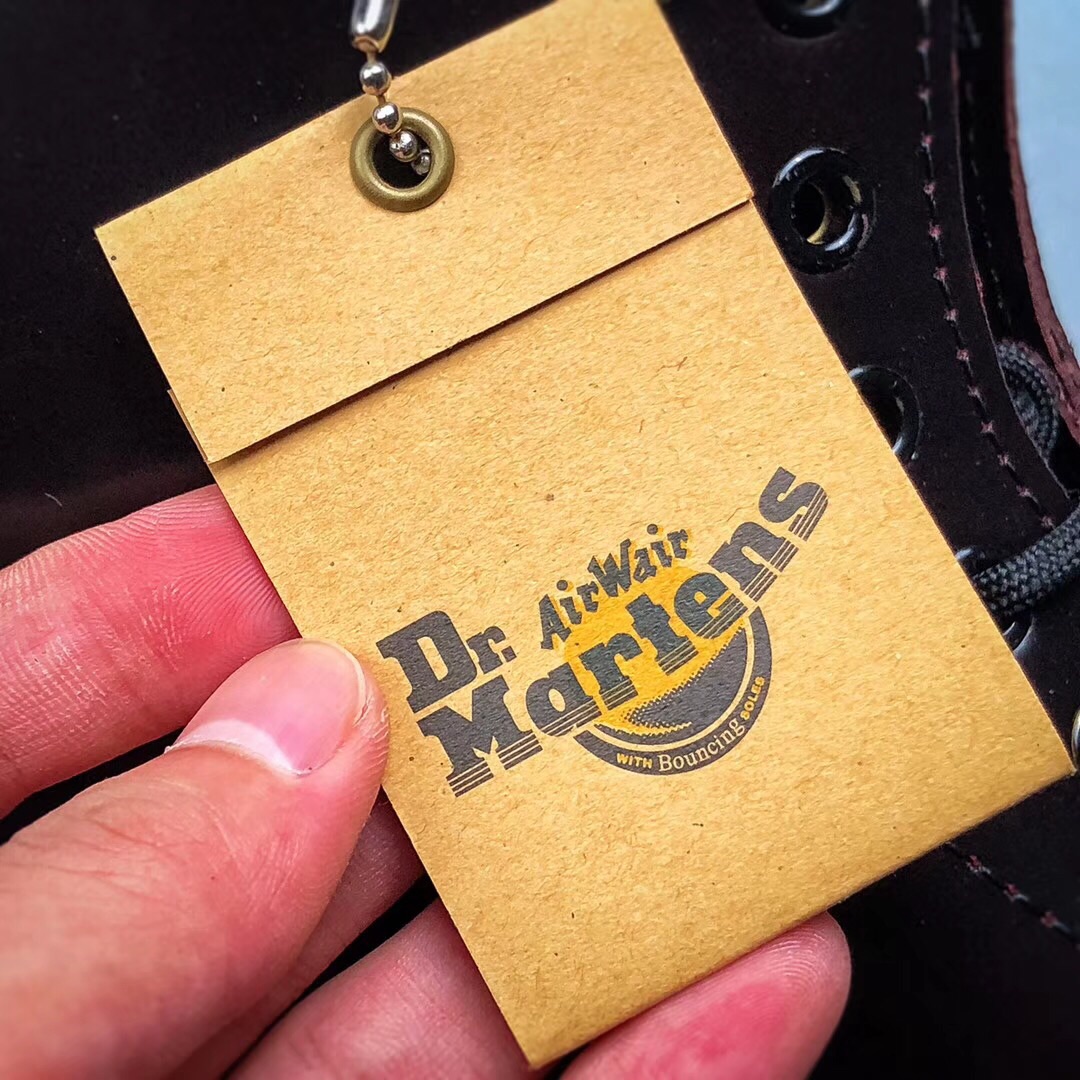 Dr. AirWair
Martens
WITH Bouncing SOLES